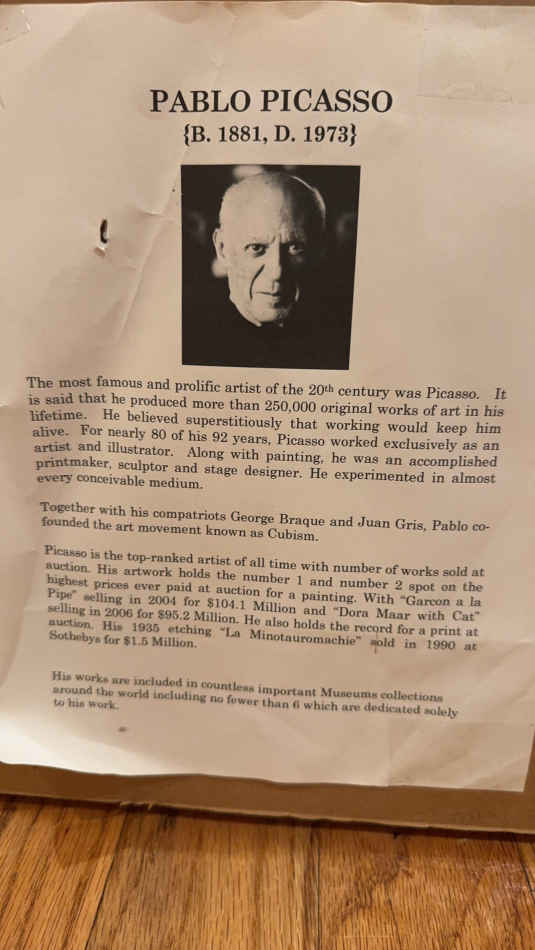 PABLO PICASSO
{B. 1881, D. 1973}
The most famous and prolific artist of the 20th century was Picasso. It
is said that he produced more than 250,000 original works of art in his
lifetime. He believed superstitiously that working would keep him
alive. For nearly 80 of his 92 years, Picasso worked exclusively as an
artist and illustrator. Along with painting, he was an accomplished
printmaker, sculptor and stage designer. He experimented in almost
every conceivable medium.
Together with his compatriots George Braque and Juan Gris, Pablo co-
founded the art movement known as Cubism.
Picasso is the top-ranked artist of all time with number of works sold at
auction. His artwork holds the number 1 and number 2 spot on the
highest prices ever paid at auction for a painting. With “Garcon a la
Pipe” selling in 2004 for $104.1 Million and “Dora Maar with Cat”
selling in 2006 for $95.2 Million. He also holds the record for a print at
auction. His 1935 etching “La Minotauromachie” sold in 1990 at
Sothebys for $1.5 Million.
His works are included in countless important Museums collections
around the world including no fewer than 6 which are dedicated solely
to his work.